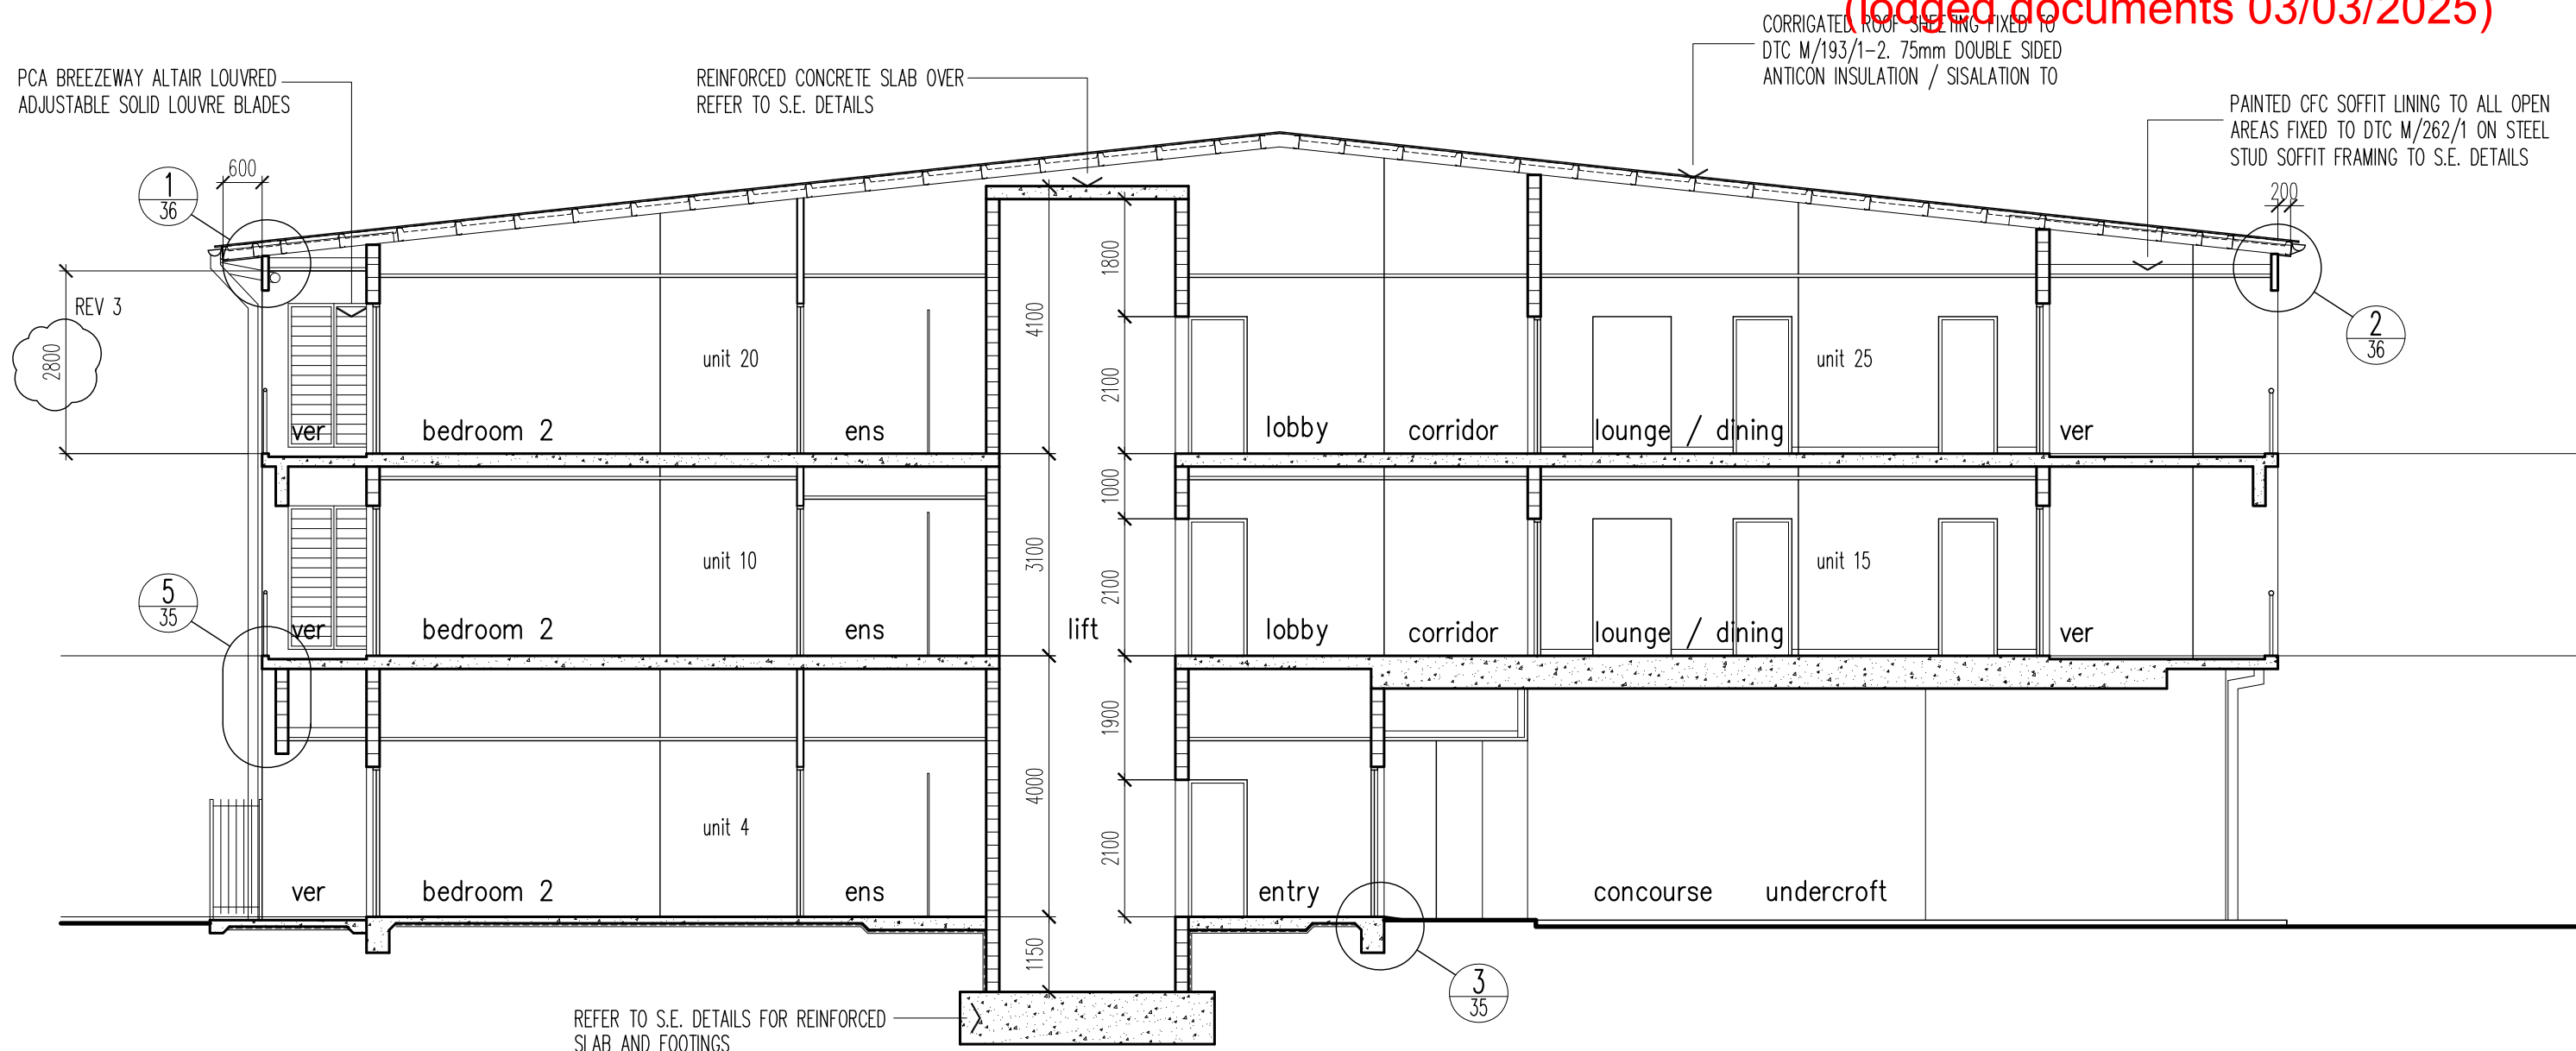 (lodged documents 03/03/2025)
CORRIGATED ROOF SHEETING FIXED TO
DTC M/193/1-2. 75mm DOUBLE SIDED
ANTICON INSULATION / SISALATION TO
PCA BREEZEWAY ALTAIR LOUVRED
ADJUSTABLE SOLID LOUVRE BLADES
REINFORCED CONCRETE SLAB OVER
REFER TO S.E. DETAILS
PAINTED CFC SOFFIT LINING TO ALL OPEN
AREAS FIXED TO DTC M/262/1 ON STEEL
STUD SOFFIT FRAMING TO S.E. DETAILS
600
1
36
200
2
36
REV 3
2800
4100
1800
2100
unit 20
unit 25
ver
bedroom 2
ens
lobby
corridor
lounge / dining
ver
1000
3100
2100
unit 10
unit 15
5
35
ver
bedroom 2
ens
lift
lobby
corridor
lounge / dining
ver
1900
4000
2100
unit 4
ver
bedroom 2
ens
entry
concourse
undercroft
1150
3
35
REFER TO S.E. DETAILS FOR REINFORCED
SLAB AND FOOTINGS